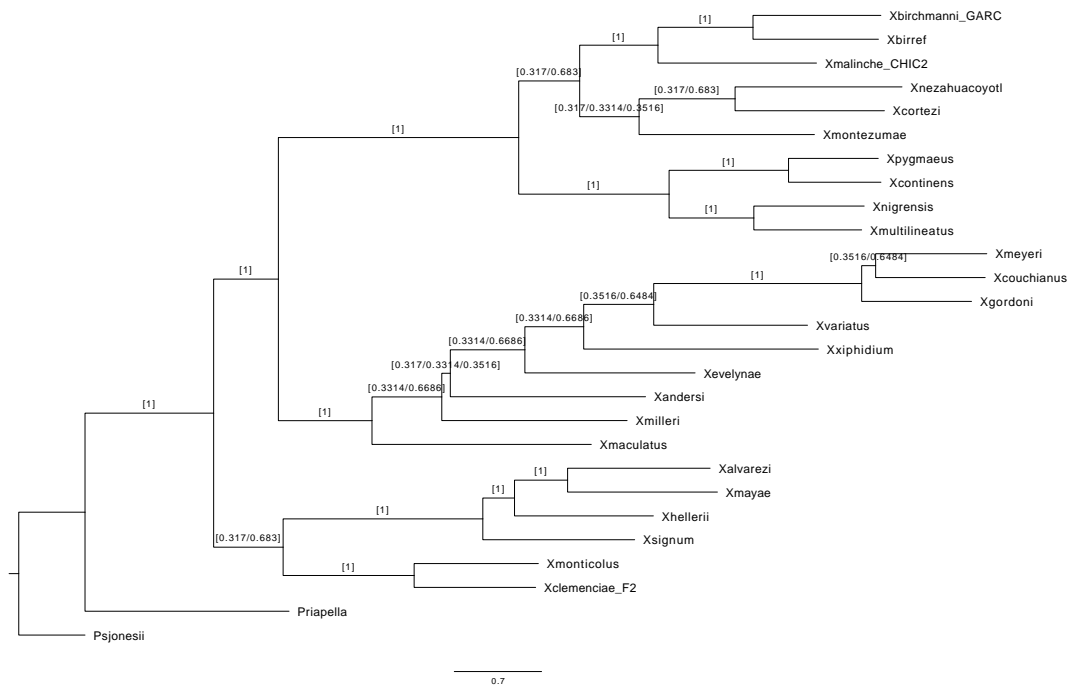 Xbirchmanni_GARC
[1]
Xbirref
[1]
Xmalinche_CHIC2
[0.317/0.683]
Xnezahuacoyotl
[0.317/0.683]
Xcortezi
[0.317/0.3314/0.3516]
Xmontezumae
[1]
Xpygmaeus
[1]
Xcontinens
[1]
Xnigrensis
[1]
Xmultilineatus
Xmeyeri
[0.3516/0.6484]
Xcouchianus
[1]
[1]
Xgordoni
[0.3516/0.6484]
Xvariatus
[0.3314/0.6686]
Xxiphidium
[0.3314/0.6686]
Xevelynae
[0.317/0.3314/0.3516]
Xandersi
[0.3314/0.6686]
Xmilleri
[1]
Xmaculatus
[1]
Xalvarezi
[1]
Xmayae
[1]
Xhellerii
[1]
Xsignum
[0.317/0.683]
Xmonticolus
[1]
Xclemenciae_F2
Priapella
Psjonesii
0.7